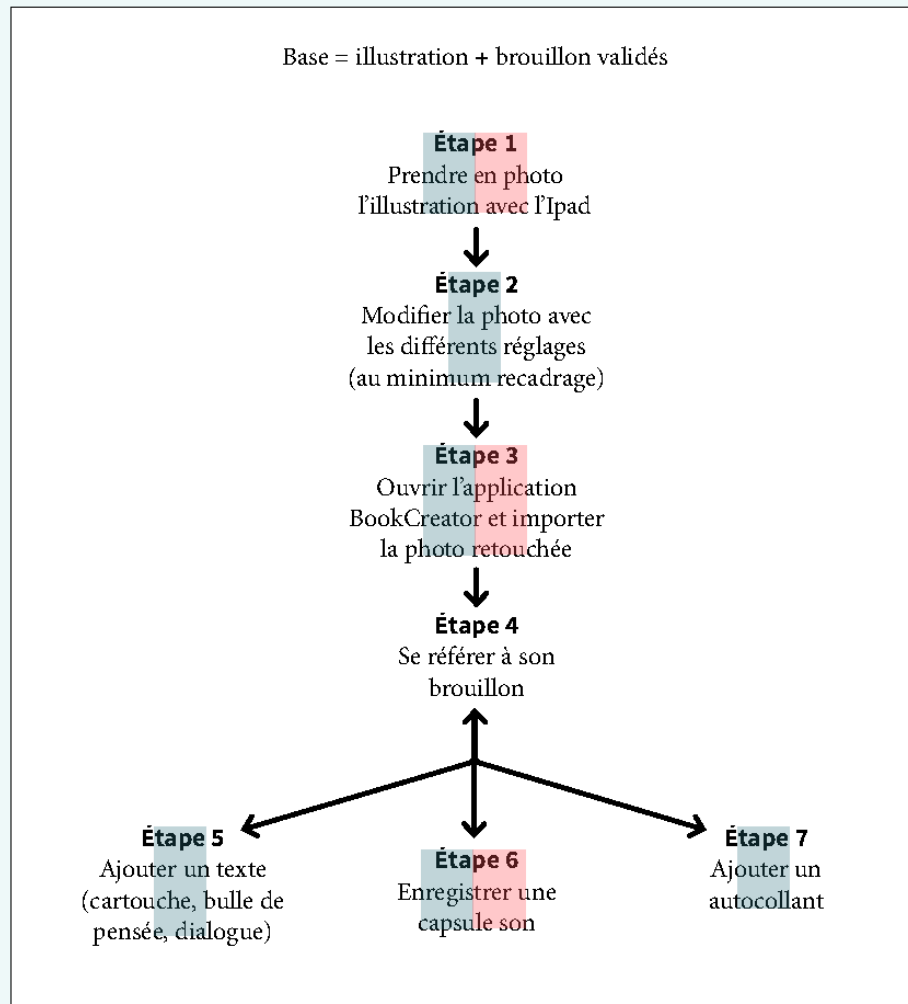 Base = illustration + brouillon validés
Étape 1
Prendre en photo
l’illustration avec l’Ipad
Étape 2
Modifier la photo avec
les différents réglages
(au minimum recadrage)
Étape 3
Ouvrir l’application
BookCreator et importer
la photo retouchée
Étape 4
Se référer à son
brouillon
Étape 5
Ajouter un texte
(cartouche, bulle de
pensée, dialogue)
Étape 6
Enregistrer une
capsule son
Étape 7
Ajouter un
autocollant